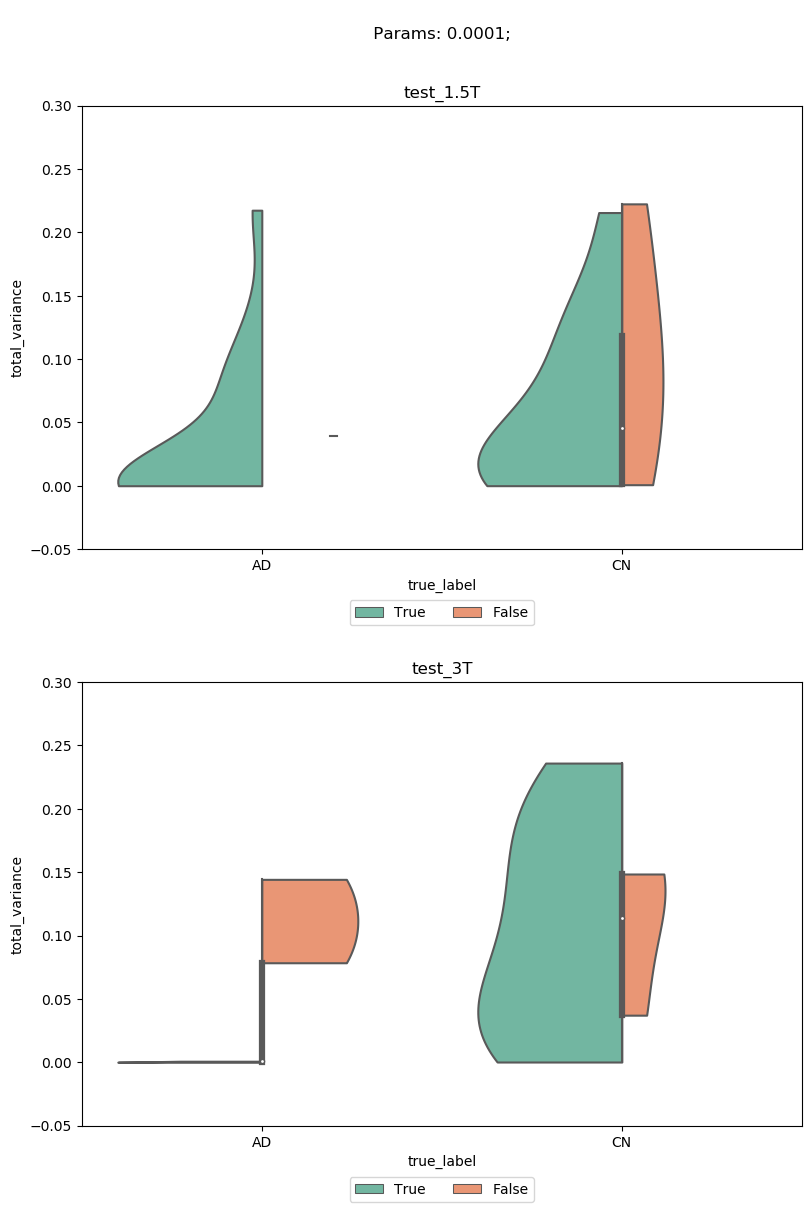 Params: 0.0001;
test_1.5T
0.30
0.25
0.20
0.15
0.10
0.05
0.00
−0.05
total_variance
AD CN
true_label
True False
test_3T
0.30
0.25
0.20
0.15
0.10
0.05
0.00
−0.05
total_variance
AD CN
true_label
True False